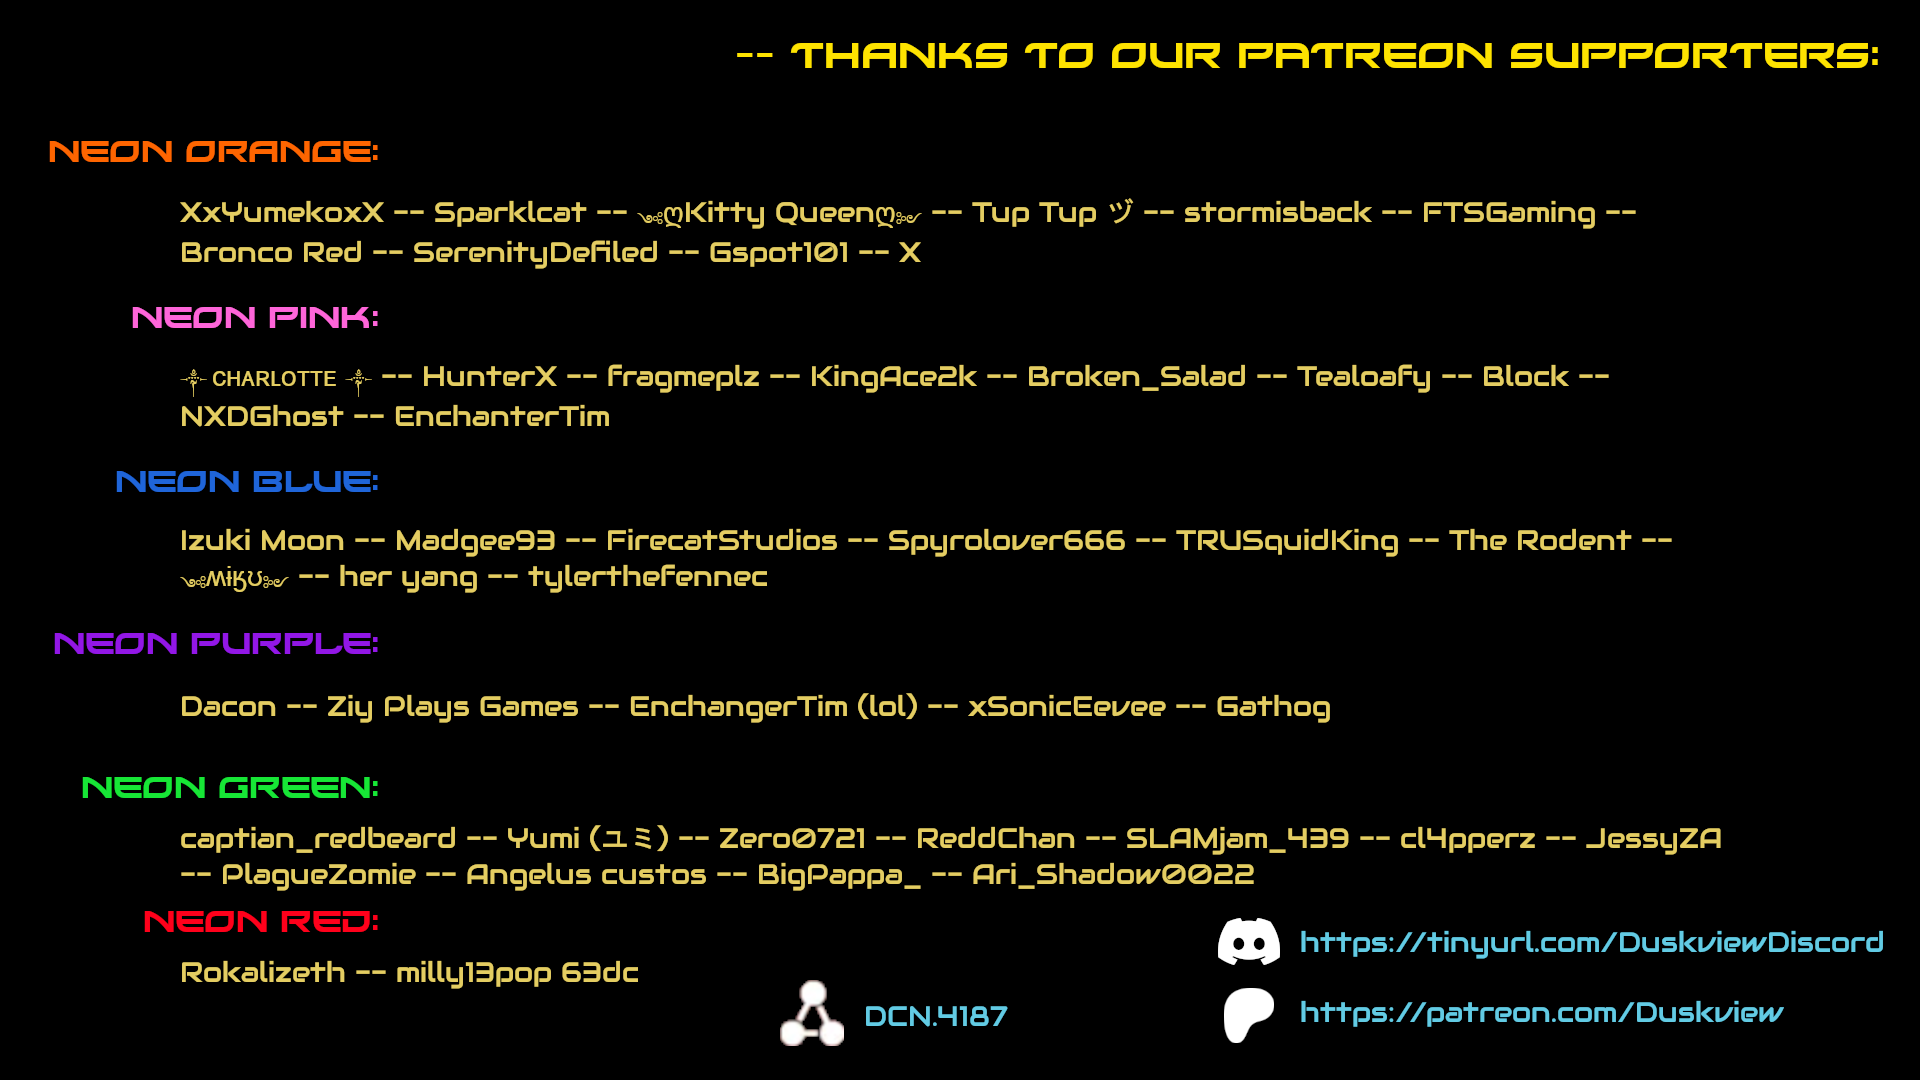 -- THANKS TO OUR PATREON SUPPORTERS:
NEON ORANGE:
XxYumekoxX -- Sparklcat -- ༺ღKitty Queenღ༻ -- Tup Tup ヅ -- stormisback -- FTSGaming --
Bronco Red -- SerenityDefiled -- Gspot101 -- X
NEON PINK:
༒ CHARLOTTE ༒ -- HunterX -- fragmeplz -- KingAce2k -- Broken_Salad -- Tealoafy -- Block --
NXDGhost -- EnchanterTim
NEON BLUE:
Izuki Moon -- Madgee93 -- FirecatStudios -- Spyrolover666 -- TRUSquidKing -- The Rodent --
༺ʍɨӄʊ༻ -- her yang -- tylerthefennec
NEON PURPLE:
Dacon -- Ziy Plays Games -- EnchangerTim (lol) -- xSonicEevee -- Gathog
NEON GREEN:
captian_redbeard -- Yumi (ユミ) -- Zero0721 -- ReddChan -- SLAMjam_439 -- cl4pperz -- JessyZA
-- PlagueZomie -- Angelus custos -- BigPappa_ -- Ari_Shadow0022
NEON RED:
Rokalizeth -- milly13pop 63dc
https://tinyurl.com/DuskviewDiscord
DCN.4187
https://patreon.com/Duskview